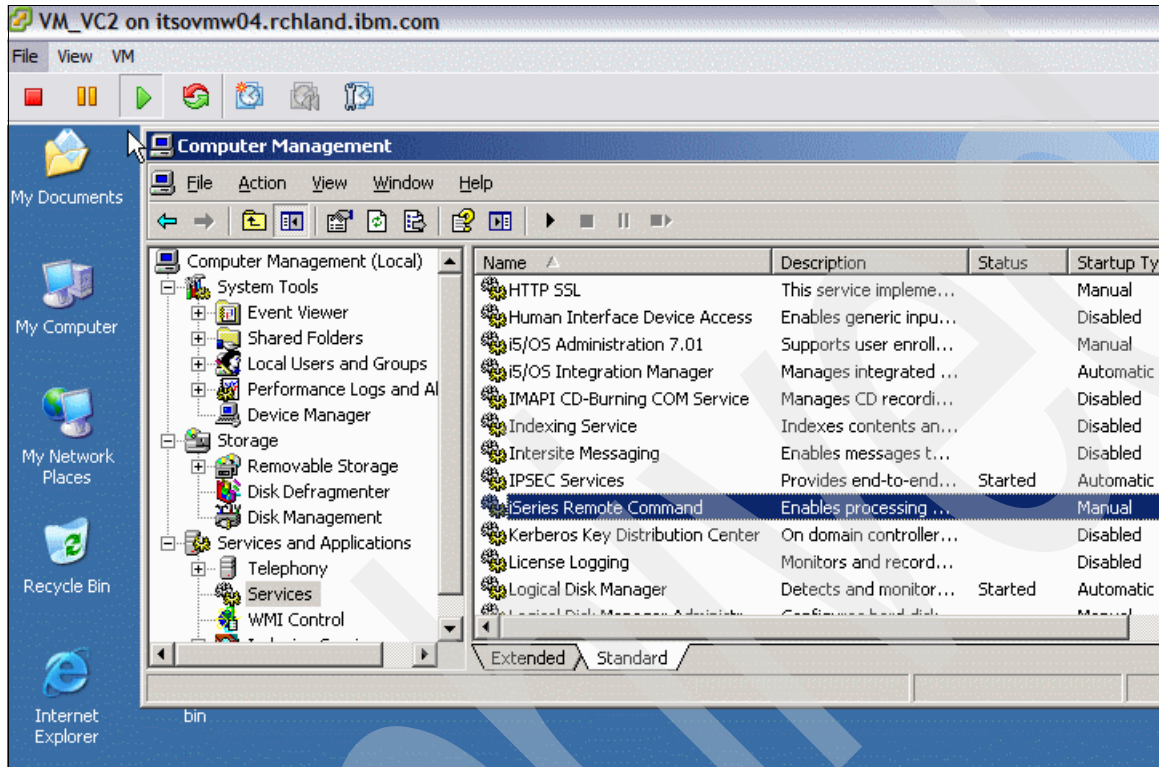 VM_VC2 on itsovmw04.rchland.ibm.com
File View VM
My Documents
My Computer
My Network
Places
Recycle Bin
Internet
Explorer
bin
Computer Management
File Action View Window Help
Computer Management (Local)
System Tools
Event Viewer
Shared Folders
Local Users and Groups
Performance Logs and Al
Device Manager
Storage
Removable Storage
Disk Defragmenter
Disk Management
Services and Applications
Telephony
Services
WMI Control
Name Description Status Startup Ty
HTTP SSL This service impleme... Manual
Human Interface Device Access Enables generic inpu... Disabled
i5/OS Administration 7.01 Supports user enroll... Manual
i5/OS Integration Manager Manages integrated ... Automatic
IMAPI CD-Burning COM Service Manages CD recordi... Disabled
Indexing Service Indexes contents an... Disabled
Intersite Messaging Enables messages t... Disabled
IPSEC Services Provides end-to-end... Started Automatic
iSeries Remote Command Enables processing ... Manual
Kerberos Key Distribution Center On domain controller... Disabled
License Logging Monitors and record... Disabled
Logical Disk Manager Detects and monitor... Started Automatic
Extended Standard